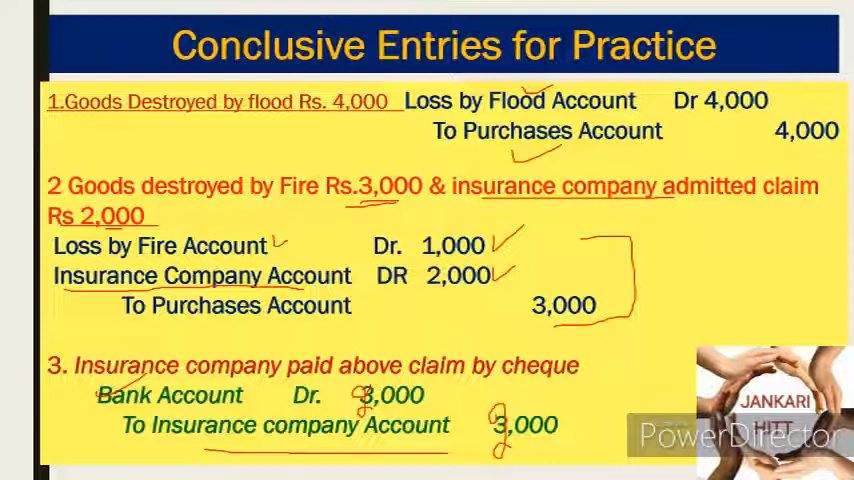 Conclusive Entries for Practice
1.Goods Destroyed by flood Rs. 4,000 Loss by Flood Account Dr 4,000
To Purchases Account 4,000
2 Goods destroyed by Fire Rs.3,000 & insurance company admitted claim
Rs 2,000
Loss by Fire Account Dr. 1,000
Insurance Company Account DR 2,000
To Purchases Account 3,000
3. Insurance company paid above claim by cheque
Bank Account Dr. 3,000
To Insurance company Account 3,000
JANKARI
HITT
PowerDirector